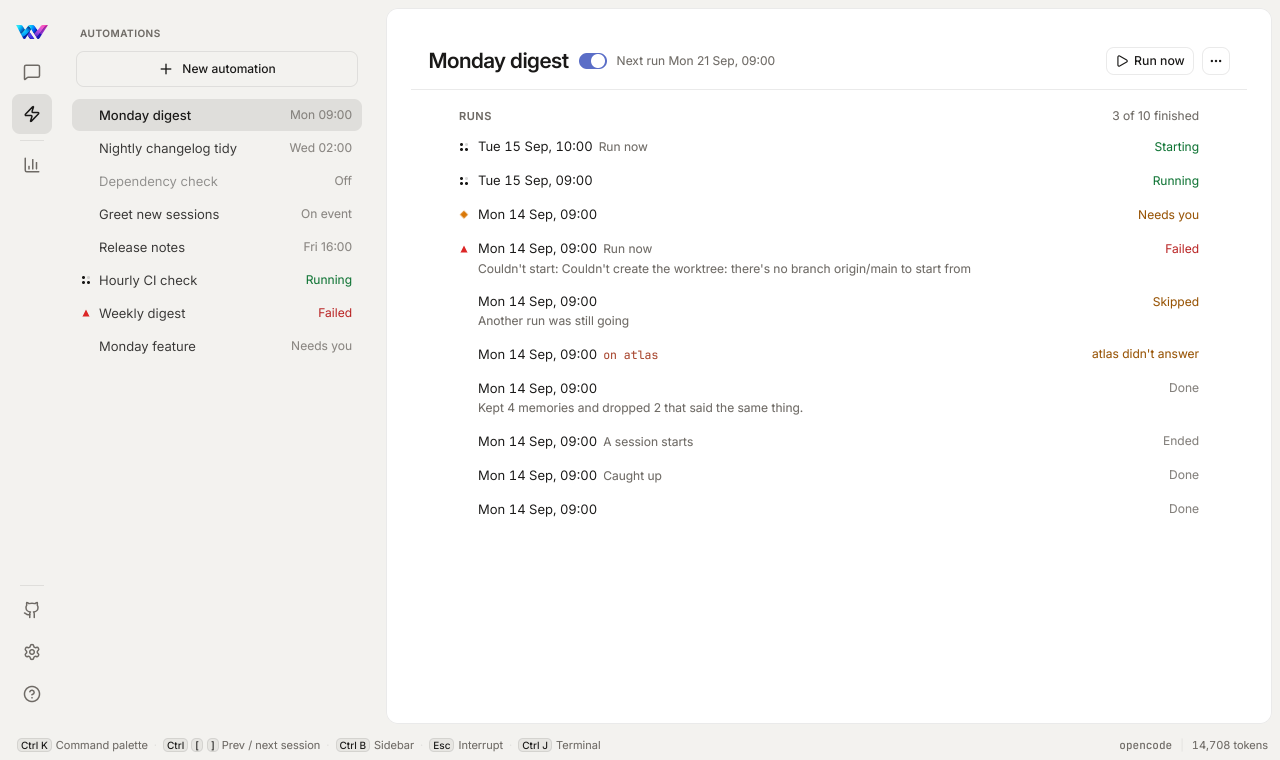 AUTOMATIONS
New automation
Monday digest Mon 09:00
Nightly changelog tidy Wed 02:00
Dependency check Off
Greet new sessions On event
Release notes Fri 16:00
Hourly CI check Running
Weekly digest Failed
Monday feature Needs you
Monday digest Next run Mon 21 Sep, 09:00 Run now
RUNS 3 of 10 finished
Tue 15 Sep, 10:00 Run now Starting
Tue 15 Sep, 09:00 Running
Mon 14 Sep, 09:00 Needs you
Mon 14 Sep, 09:00 Run now Failed
Couldn't start: Couldn't create the worktree: there's no branch origin/main to start from
Mon 14 Sep, 09:00 Skipped
Another run was still going
Mon 14 Sep, 09:00 on atlas atlas didn't answer
Mon 14 Sep, 09:00 Done
Kept 4 memories and dropped 2 that said the same thing.
Mon 14 Sep, 09:00 A session starts Ended
Mon 14 Sep, 09:00 Caught up Done
Mon 14 Sep, 09:00 Done
Ctrl K Command palette Ctrl [ ] Prev / next session Ctrl B Sidebar Esc Interrupt Ctrl J Terminal opencode 14,708 tokens